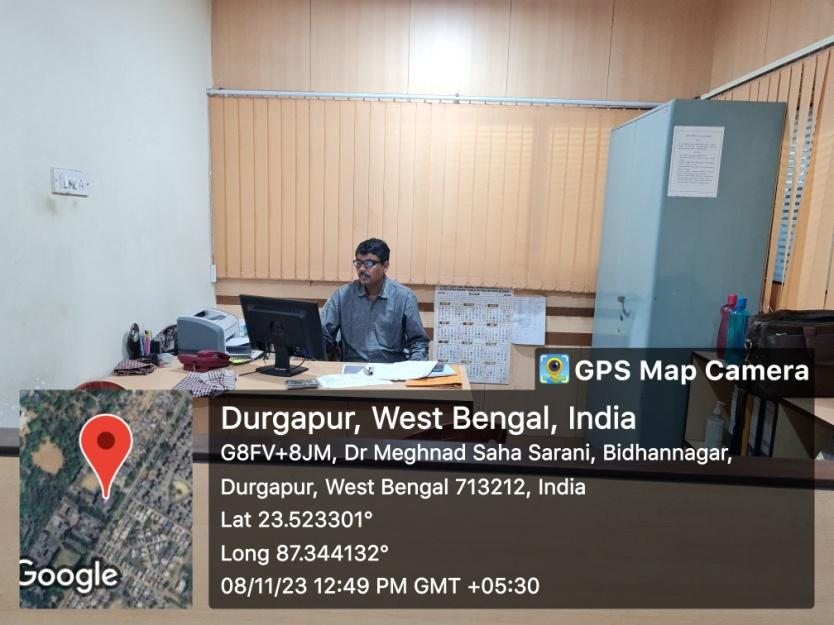 GPS Map Camera
Durgapur, West Bengal, India
G8FV+8JM, Dr Meghnad Saha Sarani, Bidhannagar,
Durgapur, West Bengal 713212, India
Lat 23.523301°
Long 87.344132°
08/11/23 12:49 PM GMT +05:30
Google